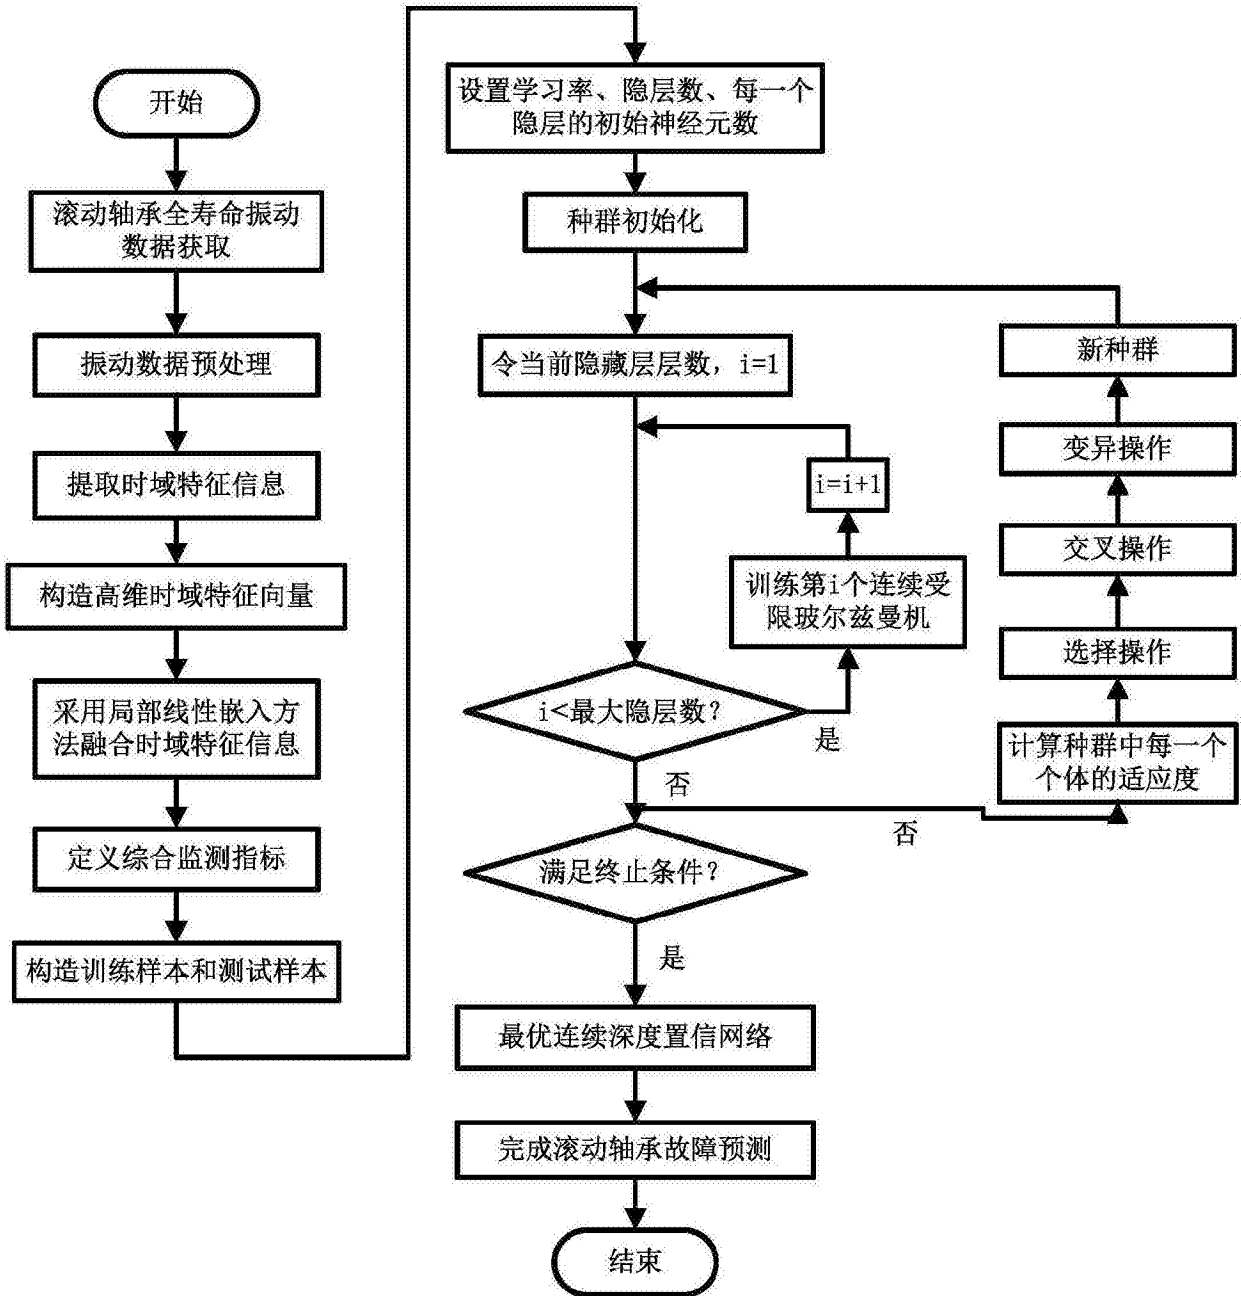 开始
滚动轴承全寿命振动
数据获取
振动数据预处理
提取时域特征信息
构造高维时域特征向量
采用局部线性嵌入方
法融合时域特征信息
定义综合监测指标
构造训练样本和测试样本
设置学习率、隐层数、每一个
隐层的初始神经元数
种群初始化
令当前隐藏层层数，i=1
i<最大隐层数？
是
训练第i个连续受
限玻尔兹曼机
i=i+1
否
满足终止条件？
否
计算种群中每一个
个体的适应度
选择操作
交叉操作
变异操作
新种群
是
最优连续深度置信网络
完成滚动轴承故障预测
结束